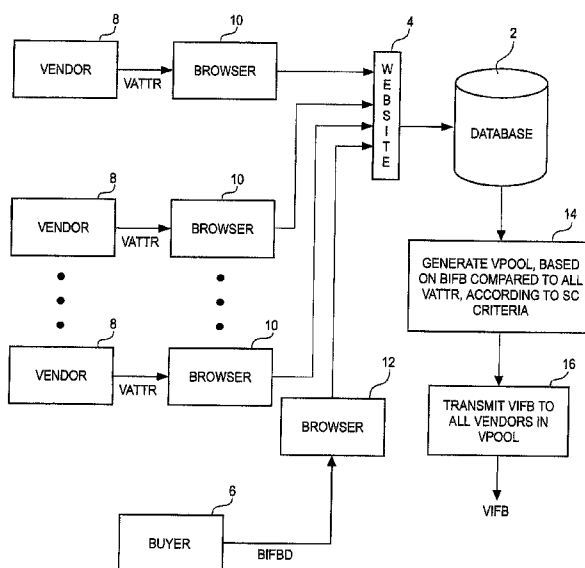 8
10
4
2
VENDOR
VATTR
BROWSER
WEBSITE
DATABASE
8
10
14
VENDOR
VATTR
BROWSER
GENERATE VPOOL, BASED
ON BIFB COMPARED TO ALL
VATTR, ACCORDING TO SC
CRITERIA
8
10
12
16
VENDOR
VATTR
BROWSER
BROWSER
TRANSMIT VIFB TO
ALL VENDORS IN
VPOOL
VIFB
6
BUYER
BIFBD